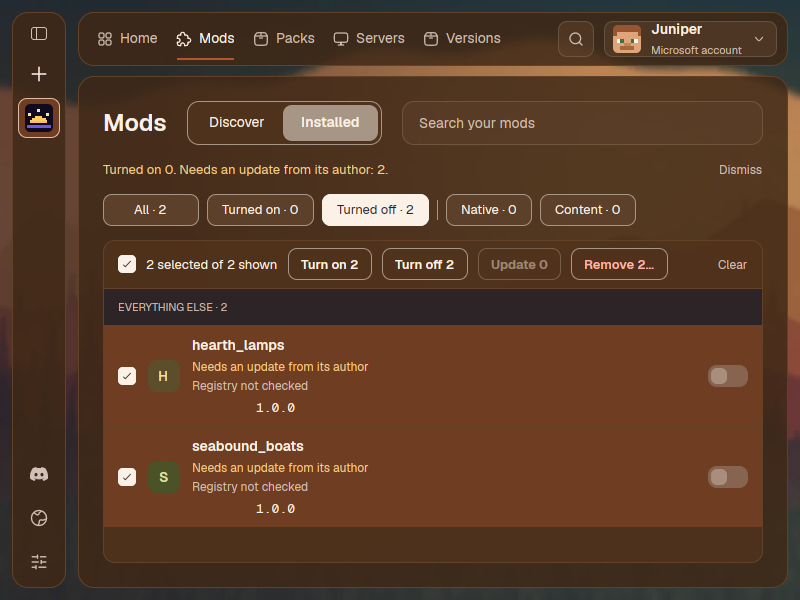 Home
Mods
Packs
Servers
Versions
Juniper
Microsoft account
Mods
Discover
Installed
Search your mods
Turned on 0. Needs an update from its author: 2.
Dismiss
All · 2
Turned on · 0
Turned off · 2
Native · 0
Content · 0
2 selected of 2 shown
Turn on 2
Turn off 2
Update 0
Remove 2...
Clear
EVERYTHING ELSE · 2
H
hearth_lamps
Needs an update from its author
Registry not checked
1.0.0
S
seabound_boats
Needs an update from its author
Registry not checked
1.0.0